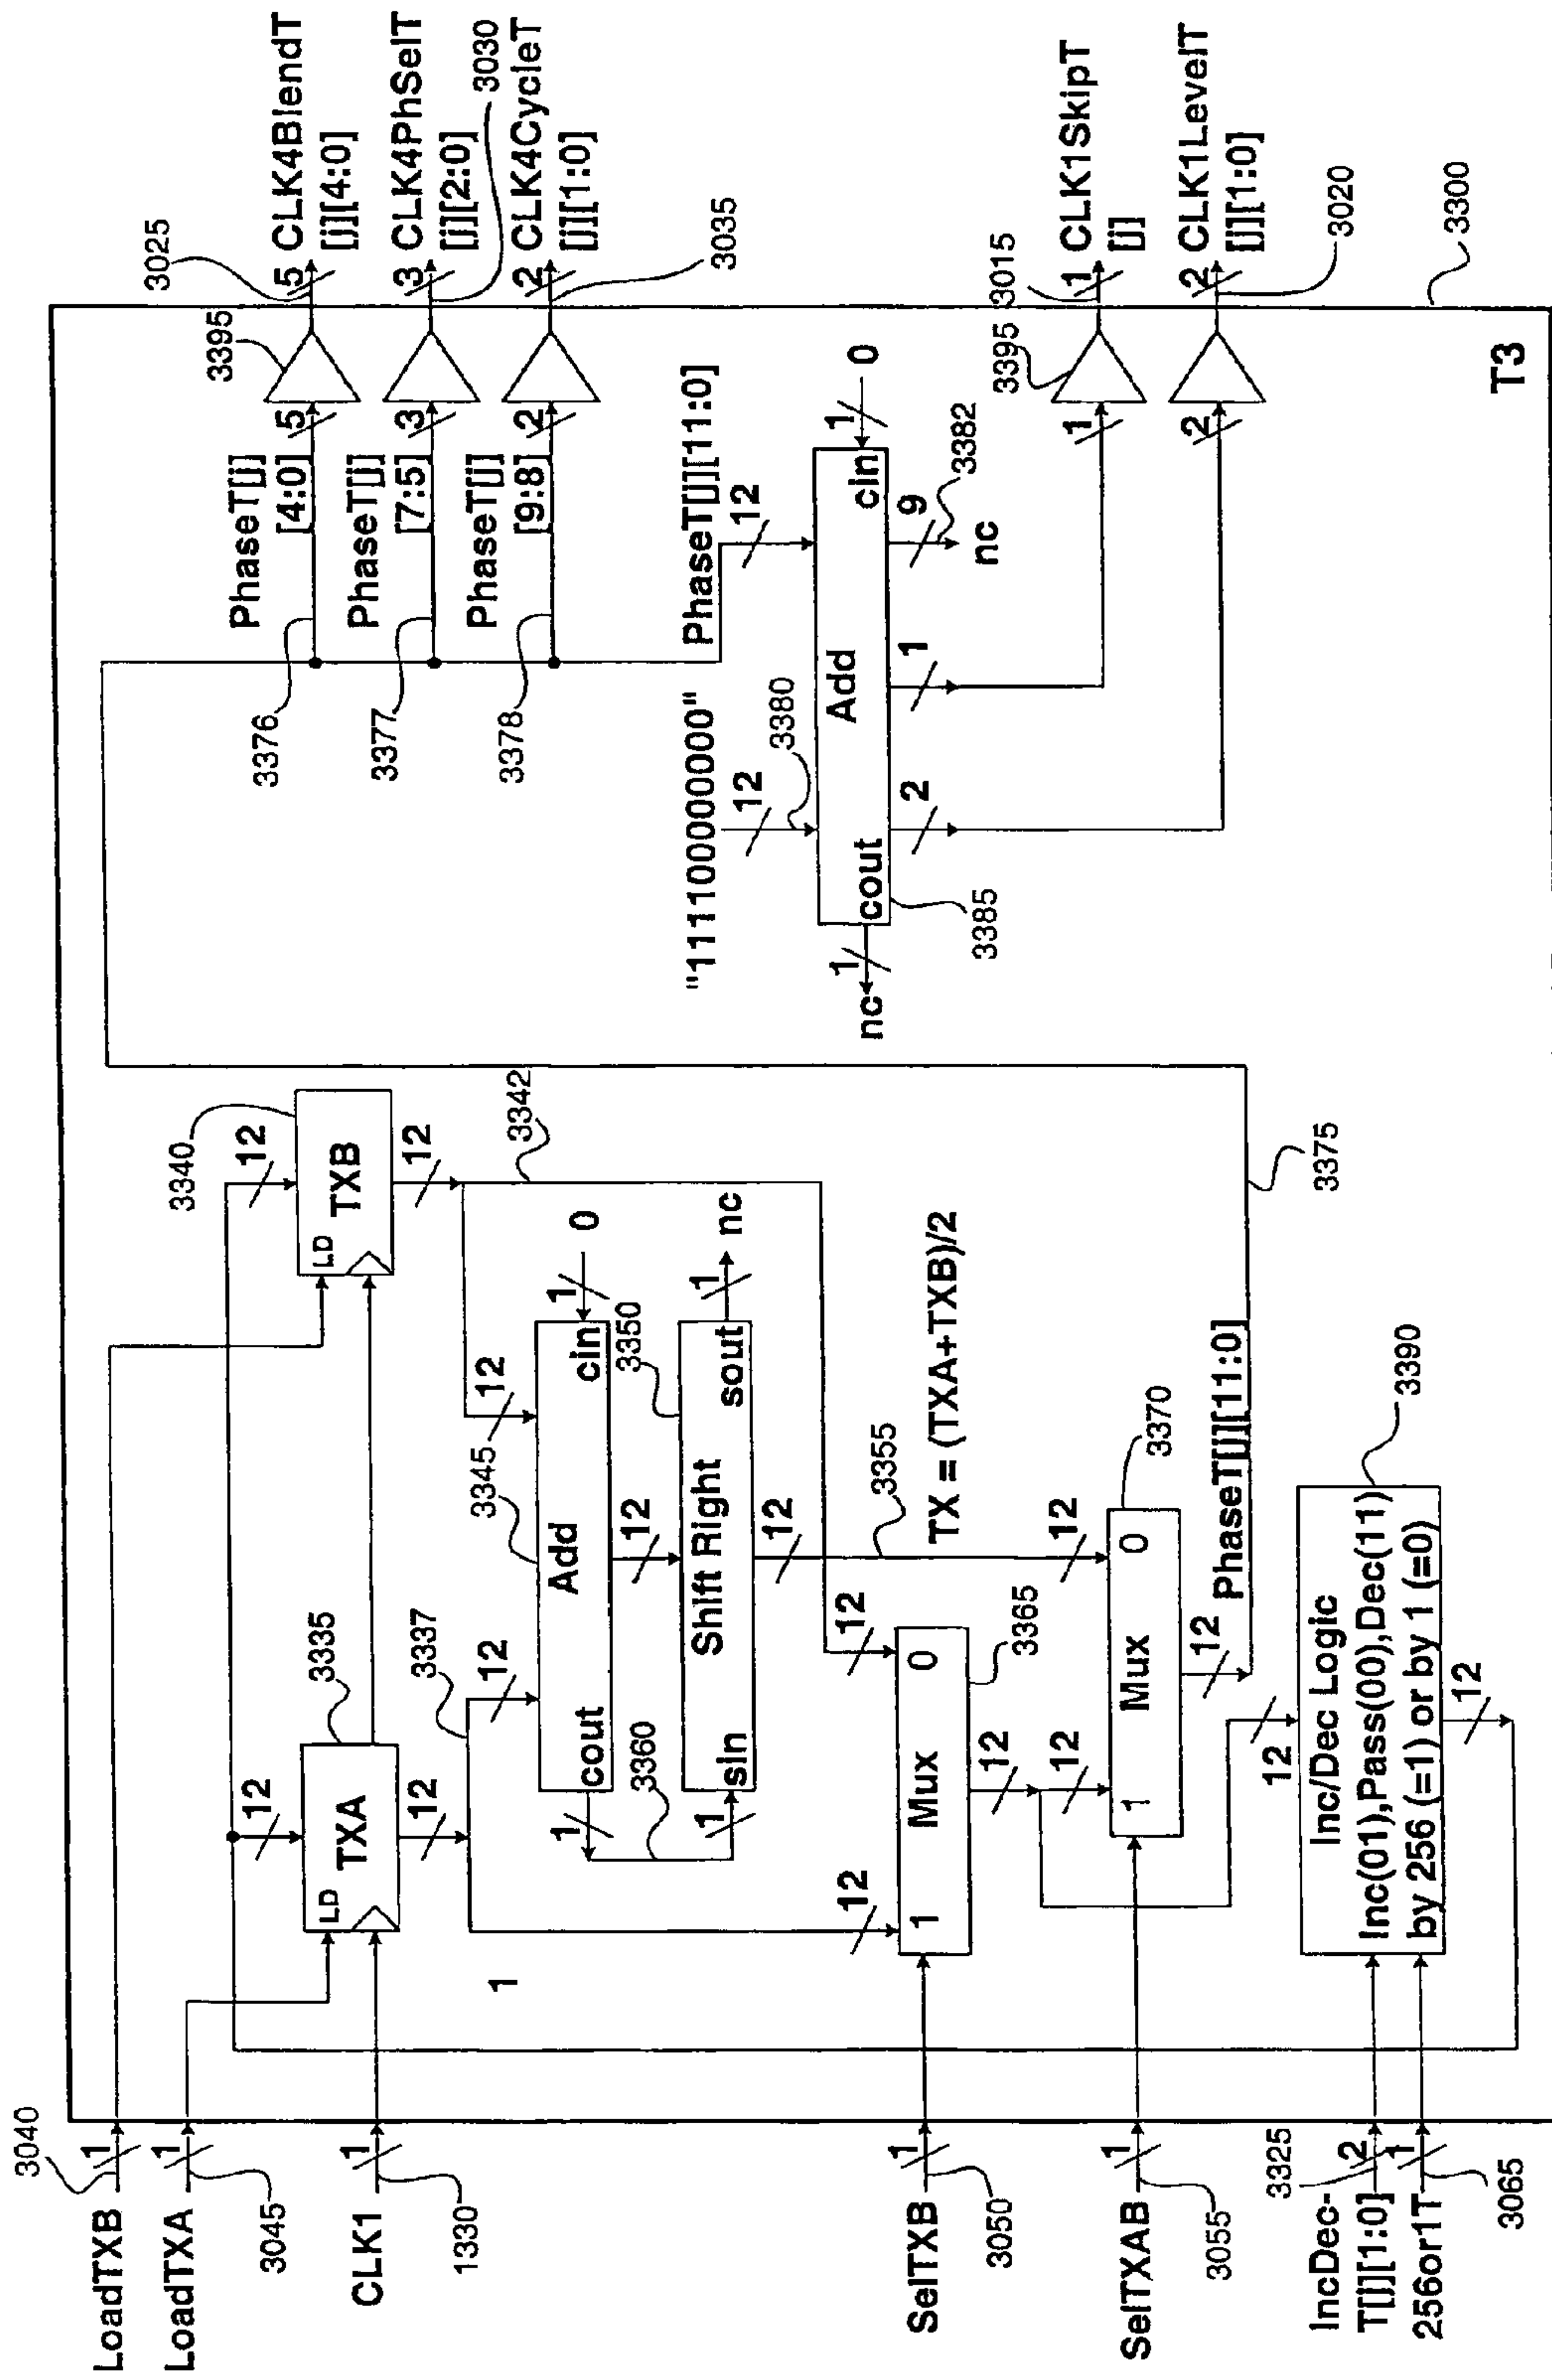 3040
LoadTXB
1
LoadTXA
1
3045
CLK1
1
1330
SelTXB
1
3050
SelTXAB
1
3055
IncDec-
T[j][1:0]
3325
2
256or1T
1
3065
12
LD
TXA
3335
12
3337
12
1
12
LD
TXB
3340
12
3342
12
3345
Add
cout
cin
1
0
12
1
3360
1
Shift Right
sin
sout
3350
1
nc
12
3355
TX = (TXA+TXB)/2
12
12
1
Mux
0
3365
12
12
12
1
Mux
0
3370
12
PhaseT[j][11:0]
3375
12
Inc/Dec Logic
Inc(01),Pass(00),Dec(11)
by 256 (=1) or by 1 (=0)
3390
12
PhaseT[j]
[4:0]
3376
5
3395
3025
5
CLK4BlendT
[j][4:0]
PhaseT[j]
[7:5]
3377
3
3
CLK4PhSelT
[j][2:0]
3030
PhaseT[j]
[9:8]
3378
2
2
CLK4CycleT
[j][1:0]
3035
"111000000000"
12
3380
PhaseT[j][11:0]
12
Add
cout
cin
1
0
1
nc
3385
2
1
9
3382
nc
1
3395
3015
1
CLK1SkipT
[j]
2
2
CLK1LevelT
[j][1:0]
3020
3300
T3